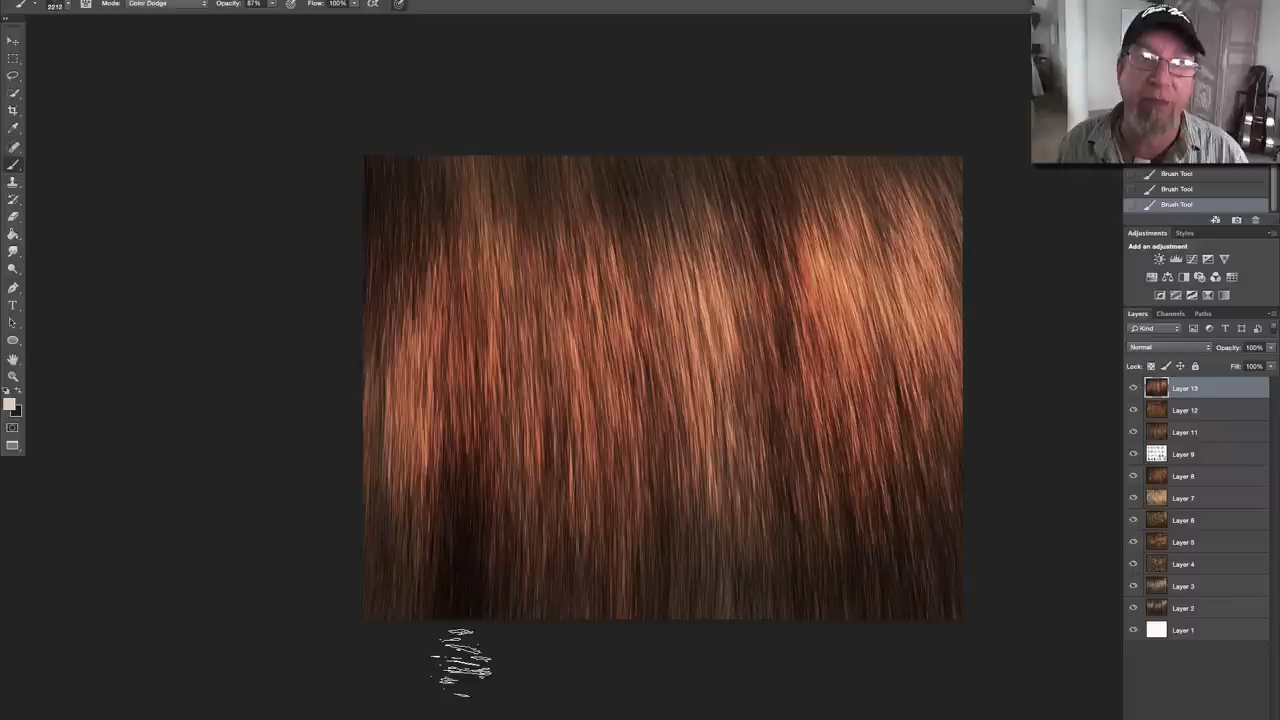 2212 Mode: Color Dodge Opacity: 87% Flow: 100%
Brush Tool
Brush Tool
Brush Tool
Adjustments Styles
Add an adjustment
Layers Channels Paths
Kind
Normal Opacity: 100%
Lock: Fill: 100%
Layer 13
Layer 12
Layer 11
Layer 9
Layer 8
Layer 7
Layer 6
Layer 5
Layer 4
Layer 3
Layer 2
Layer 1